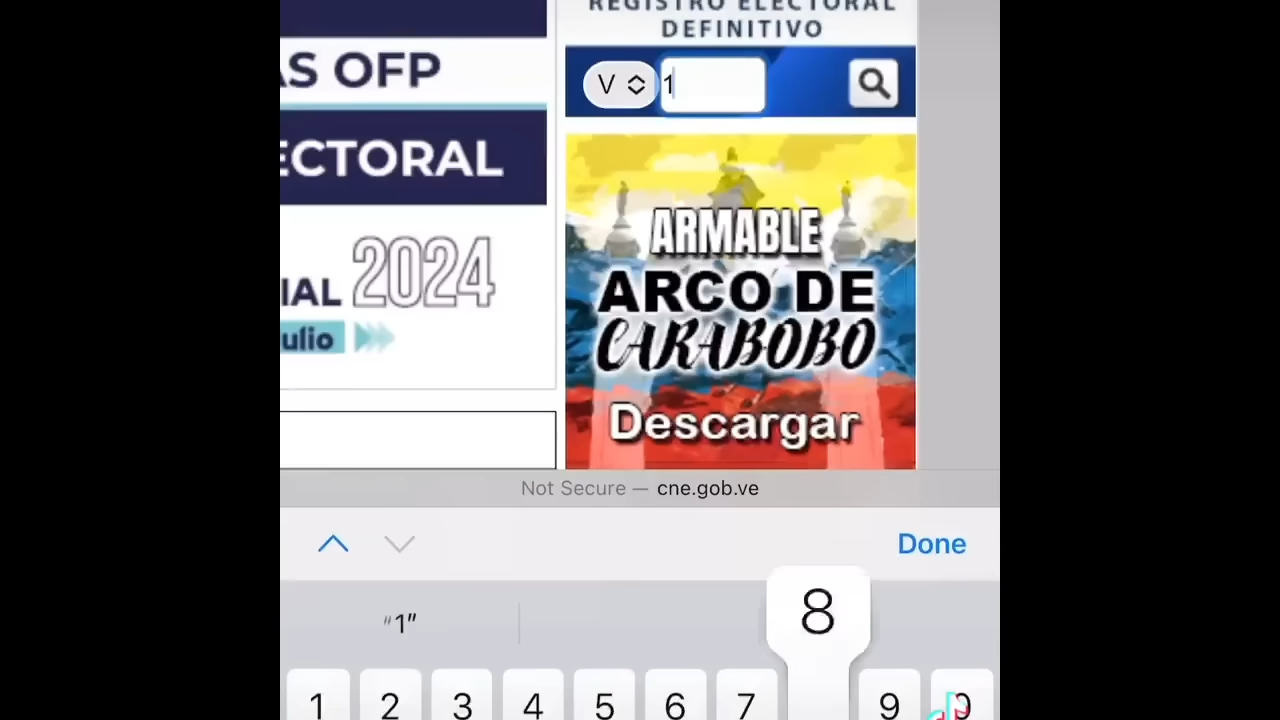 REGISTRO ELECTORAL
DEFINITIVO
AS OFP
V
1
ECTORAL
IAL 2024
ulio
ARMABLE
ARCO DE
CARABOBO
Descargar
Not Secure — cne.gob.ve
Done
"1"
8
1 2 3 4 5 6 7 9 0